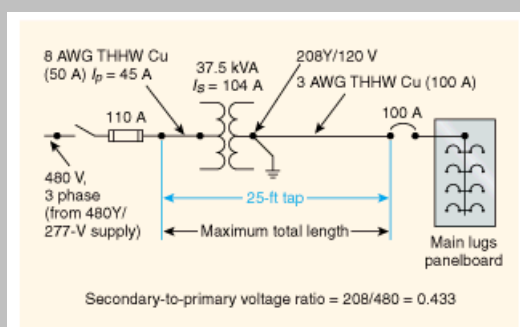 8 AWG THHW Cu
(50 A) Ip = 45 A
37.5 kVA
Is = 104 A
208Y/120 V
3 AWG THHW Cu (100 A)
110 A
100 A
480 V,
3 phase
(from 480Y/
277-V supply)
25-ft tap
Maximum total length
Main lugs
panelboard
Secondary-to-primary voltage ratio = 208/480 = 0.433